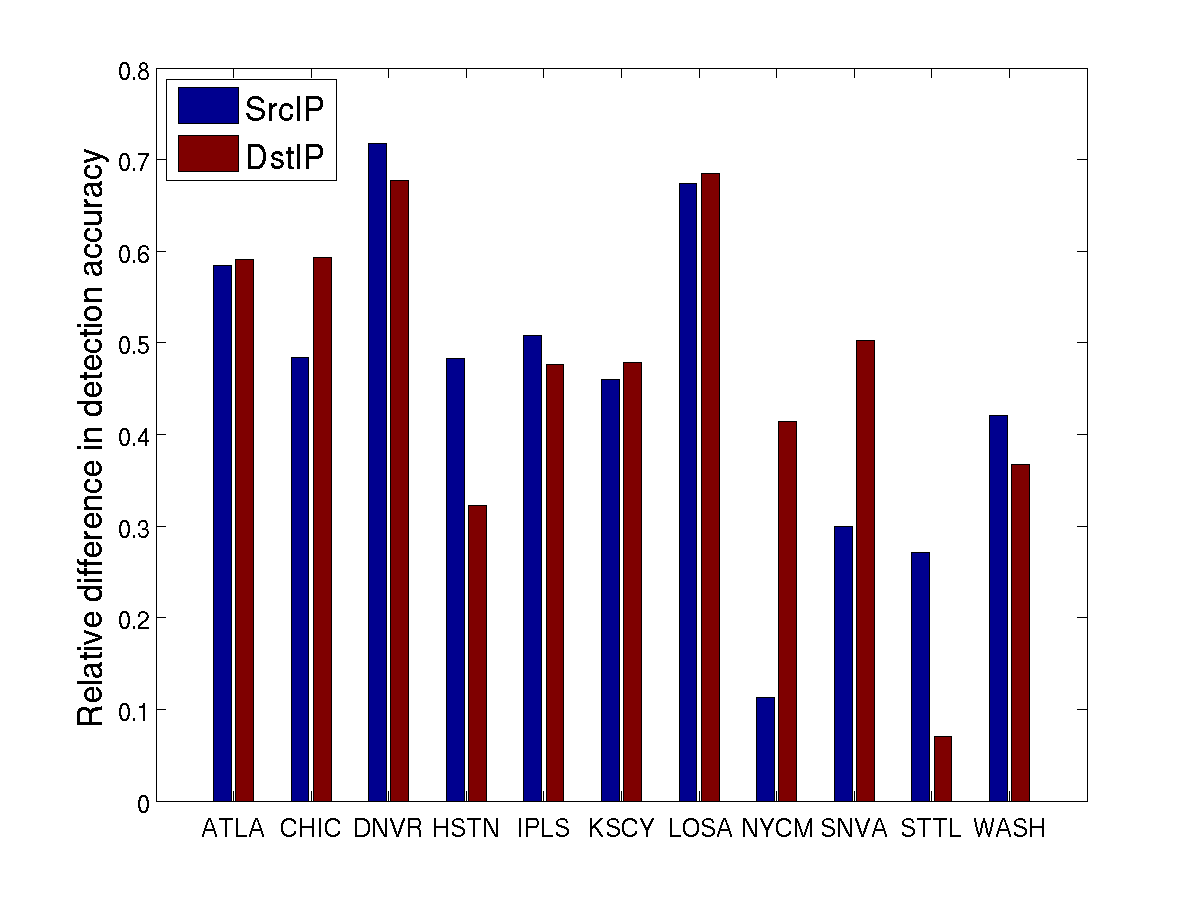 Relative difference in detection accuracy
0.8
0.7
0.6
0.5
0.4
0.3
0.2
0.1
0
SrcIP
DstIP
ATLA CHIC DNVR HSTN IPLS KSCY LOSA NYCM SNVA STTL WASH